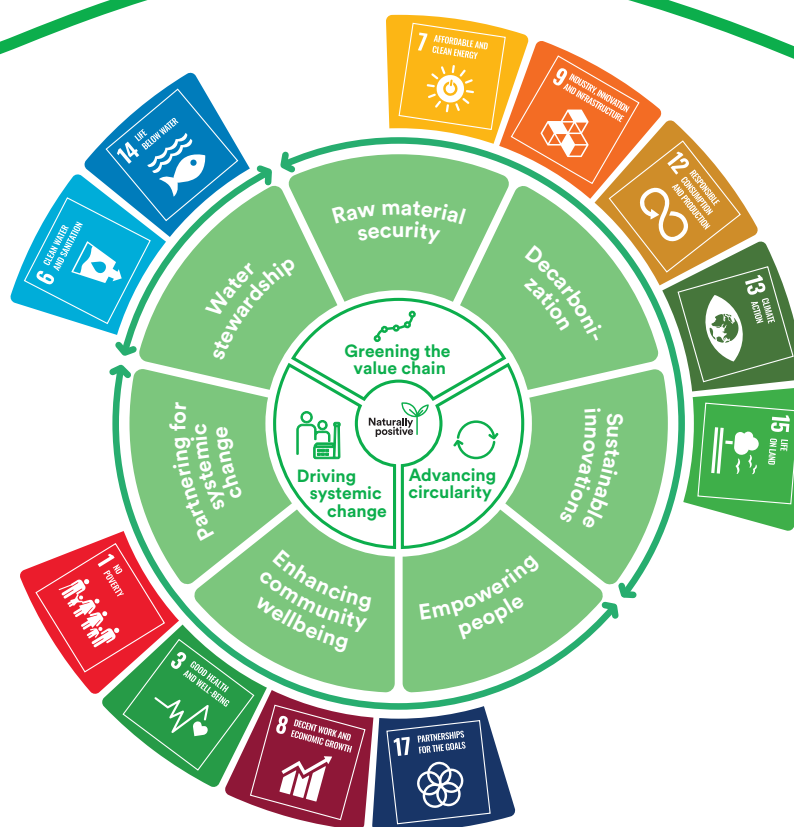 7 AFFORDABLE AND
CLEAN ENERGY
9 INDUSTRY, INNOVATION
AND INFRASTRUCTURE
12 RESPONSIBLE
CONSUMPTION
AND PRODUCTION
13 CLIMATE
ACTION
15 LIFE
ON LAND
14 LIFE
BELOW WATER
6 CLEAN WATER
AND SANITATION
Raw material
security
Decarboni-
zation
Sustainable
innovations
Empowering
people
Enhancing
community
wellbeing
Partnering for
systemic
change
Water
stewardship
Greening the
value chain
Naturally
positive
Driving
systemic
change
Advancing
circularity
1 NO
POVERTY
3 GOOD HEALTH
AND WELL-BEING
8 DECENT WORK AND
ECONOMIC GROWTH
17 PARTNERSHIPS
FOR THE GOALS